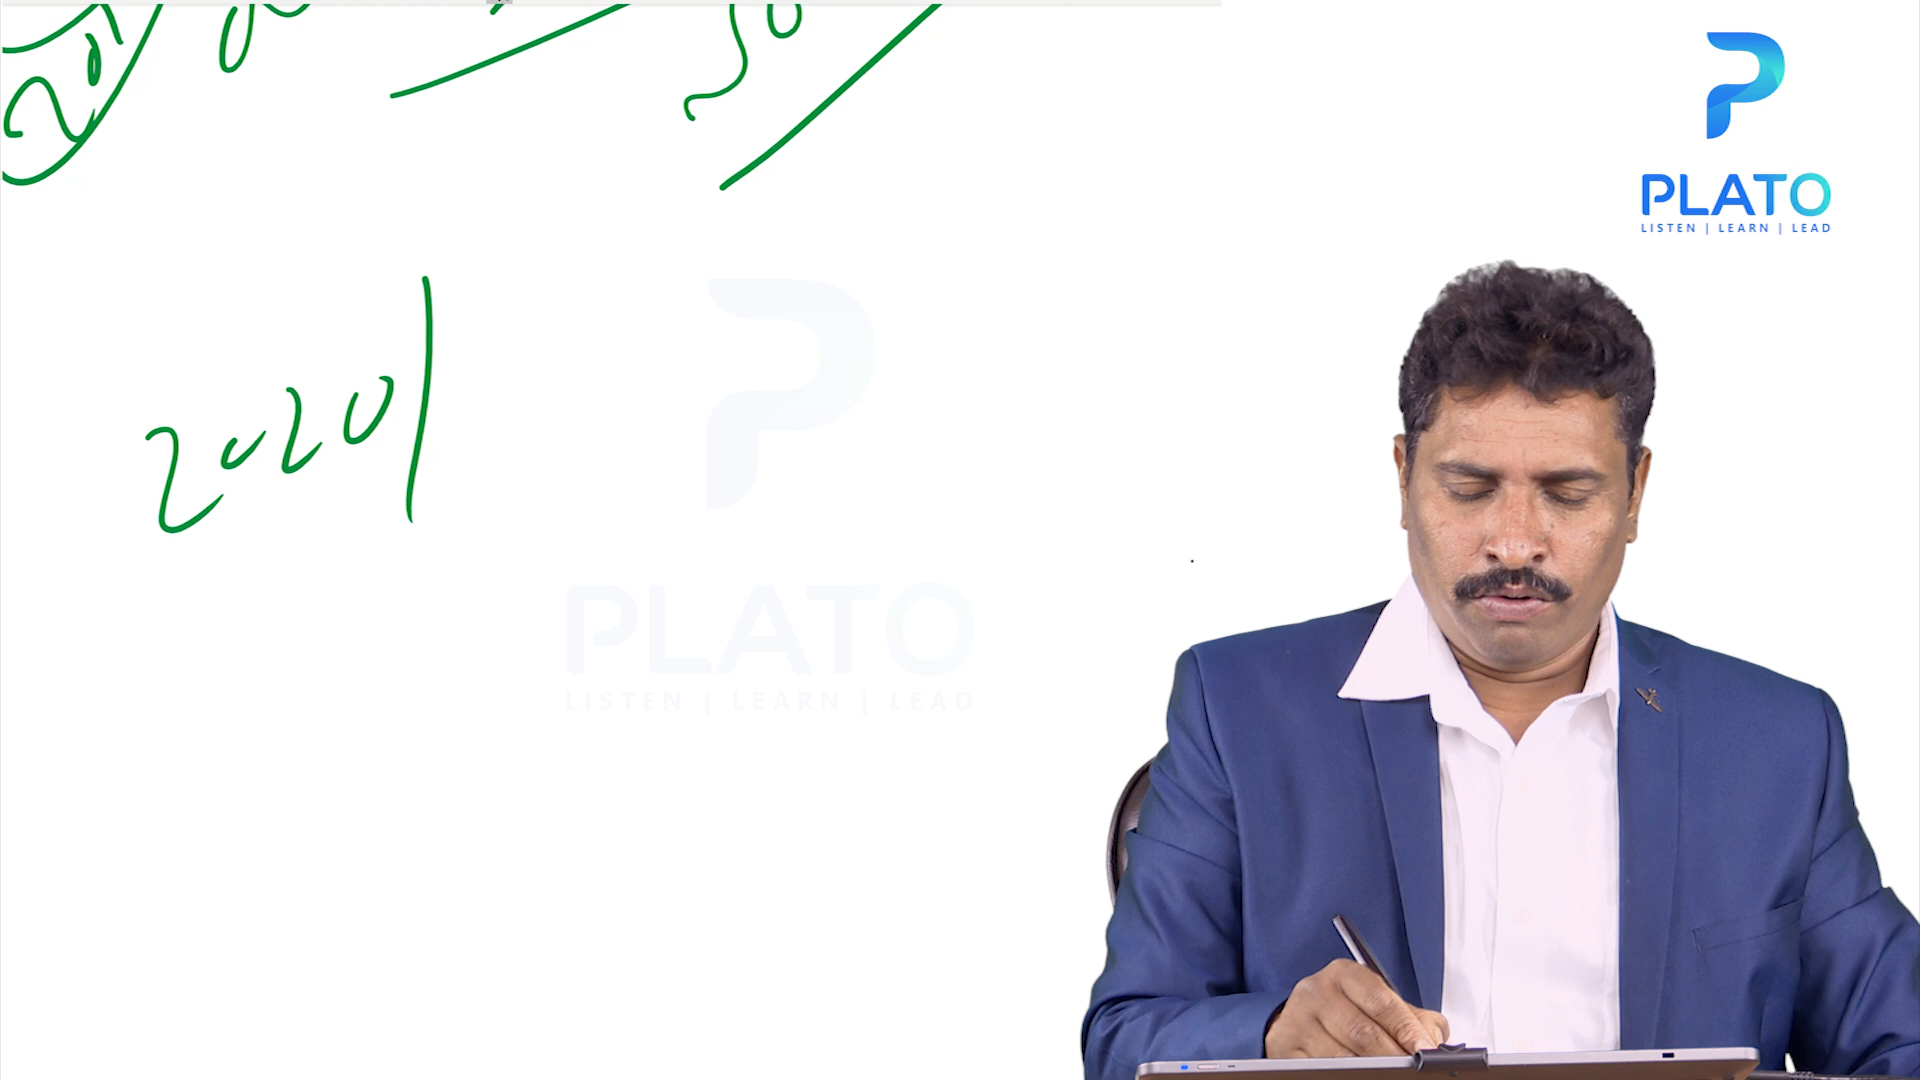 PLATO
LISTEN | LEARN | LEAD
2020
PLATO
LISTEN | LEARN | LEAD